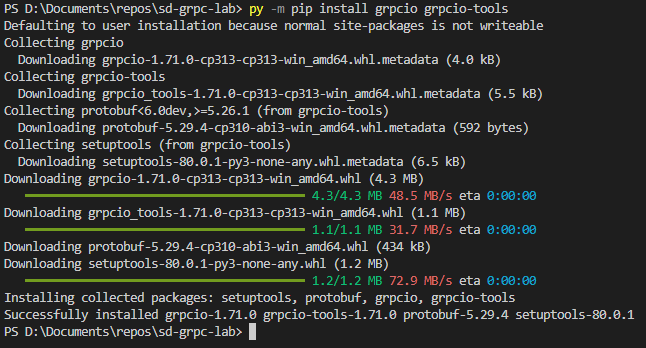 PS D:\Documents\repos\sd-grpc-lab> py -m pip install grpcio grpcio-tools
Defaulting to user installation because normal site-packages is not writeable
Collecting grpcio
  Downloading grpcio-1.71.0-cp313-cp313-win_amd64.whl.metadata (4.0 kB)
Collecting grpcio-tools
  Downloading grpcio_tools-1.71.0-cp313-cp313-win_amd64.whl.metadata (5.5 kB)
Collecting protobuf<6.0dev,>=5.26.1 (from grpcio-tools)
  Downloading protobuf-5.29.4-cp310-abi3-win_amd64.whl.metadata (592 bytes)
Collecting setuptools (from grpcio-tools)
  Downloading setuptools-80.0.1-py3-none-any.whl.metadata (6.5 kB)
Downloading grpcio-1.71.0-cp313-cp313-win_amd64.whl (4.3 MB)
4.3/4.3 MB 48.5 MB/s eta 0:00:00
Downloading grpcio_tools-1.71.0-cp313-cp313-win_amd64.whl (1.1 MB)
1.1/1.1 MB 31.7 MB/s eta 0:00:00
Downloading protobuf-5.29.4-cp310-abi3-win_amd64.whl (434 kB)
Downloading setuptools-80.0.1-py3-none-any.whl (1.2 MB)
1.2/1.2 MB 72.9 MB/s eta 0:00:00
Installing collected packages: setuptools, protobuf, grpcio, grpcio-tools
Successfully installed grpcio-1.71.0 grpcio-tools-1.71.0 protobuf-5.29.4 setuptools-80.0.1
PS D:\Documents\repos\sd-grpc-lab>